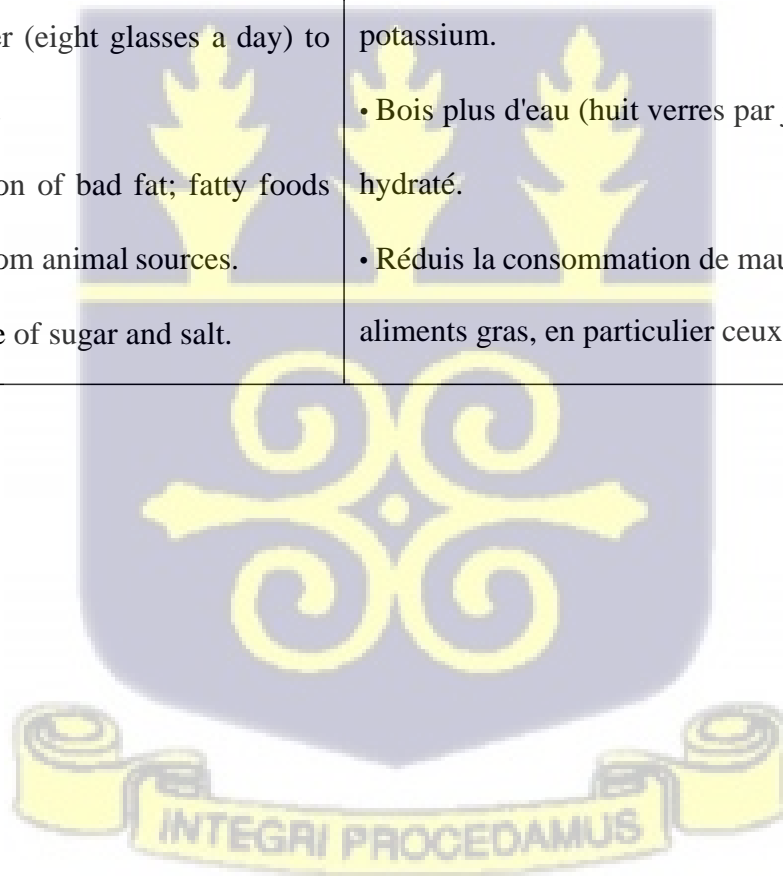 er (eight glasses a day) to
on of bad fat; fatty foods
om animal sources.
e of sugar and salt.
potassium.
• Bois plus d'eau (huit verres par j
hydraté.
• Réduis la consommation de mau
aliments gras, en particulier ceux
INTEGRI PROCEDAMUS